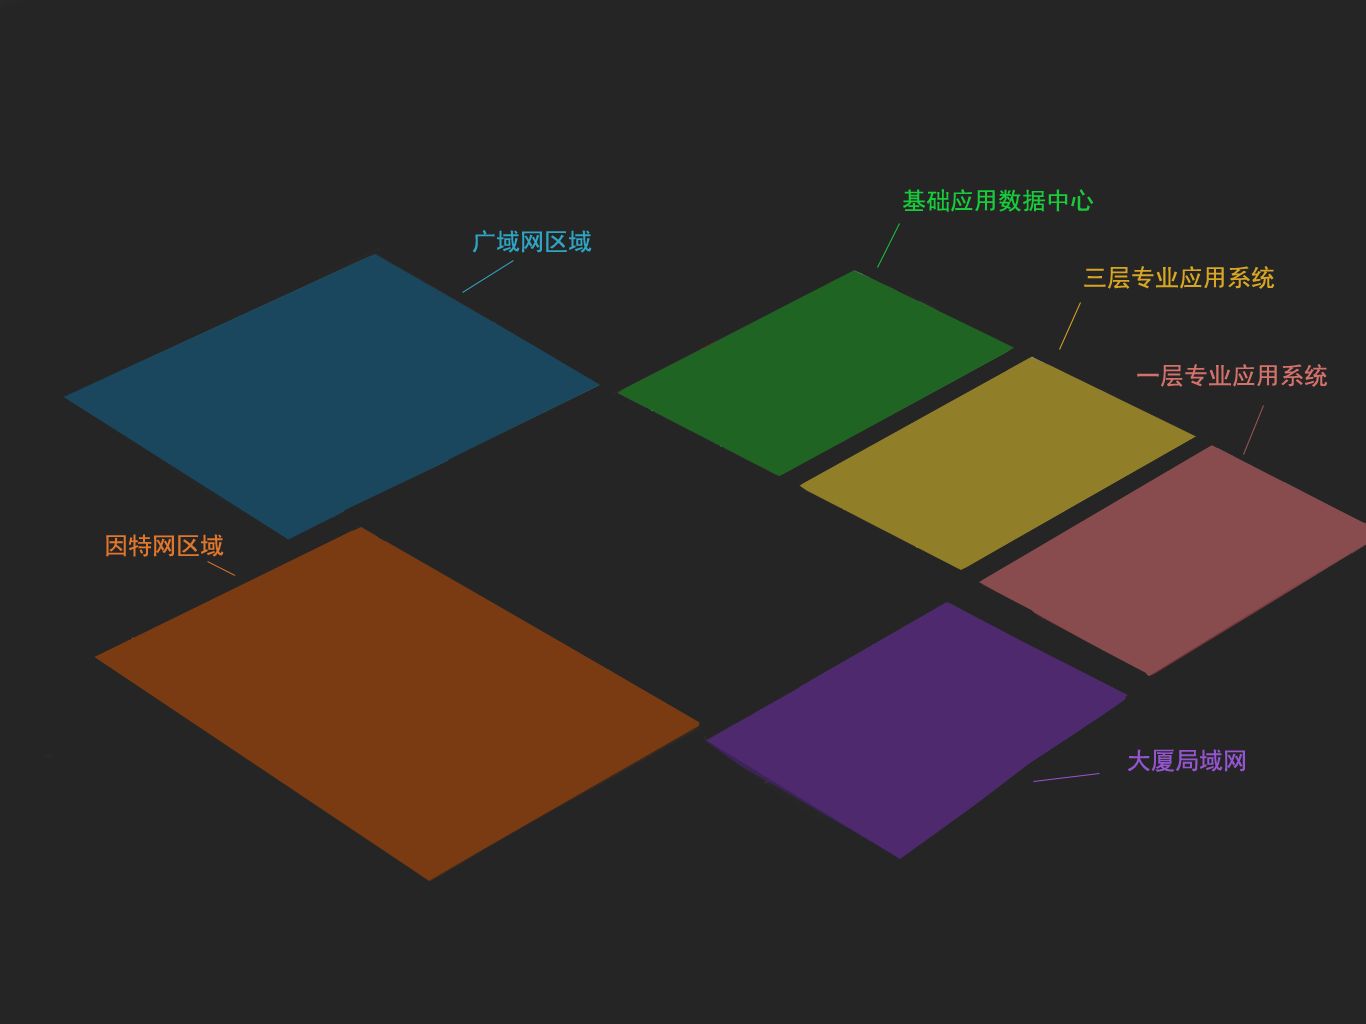 基础应用数据中心
广域网区域
三层专业应用系统
一层专业应用系统
因特网区域
大厦局域网